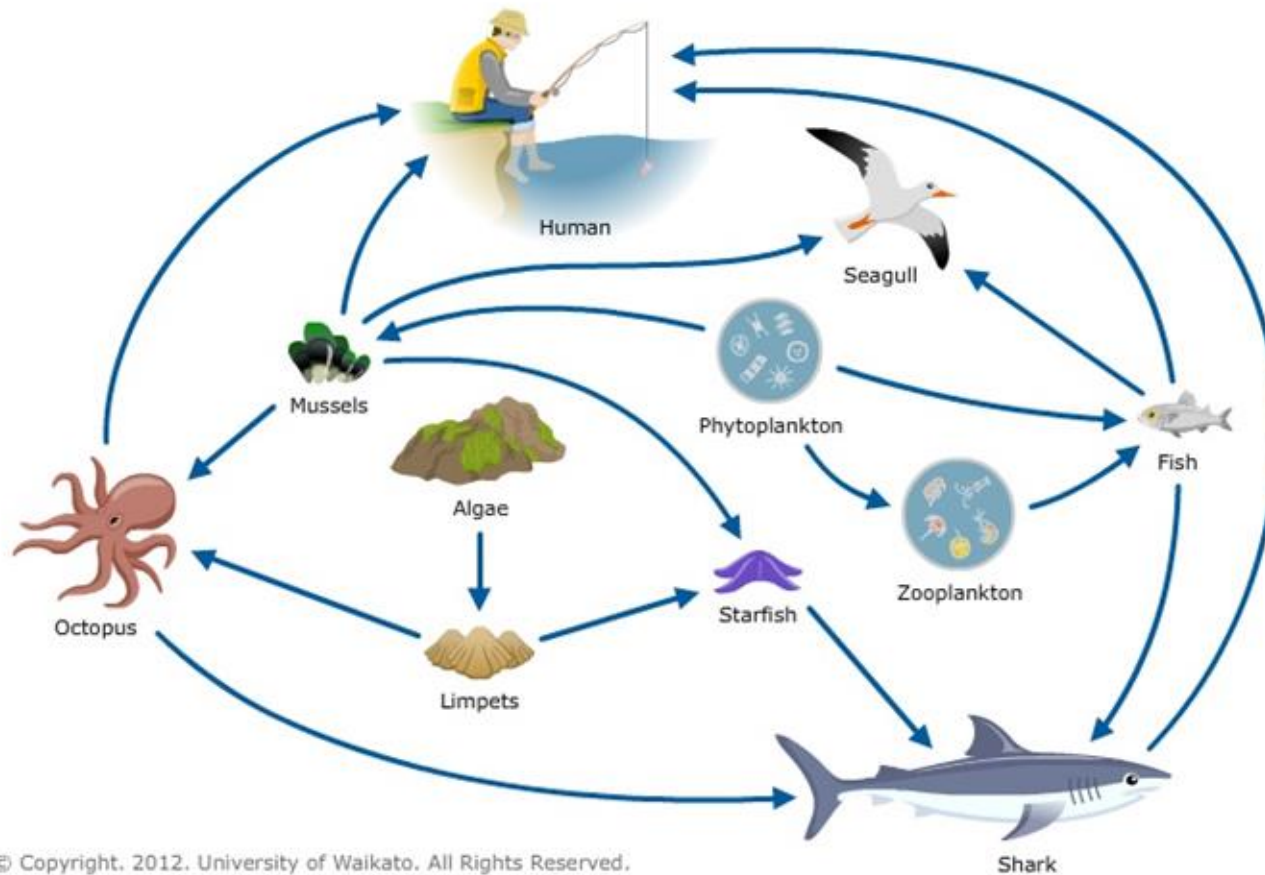 Human
Seagull
Mussels
Phytoplankton
Fish
Algae
Zooplankton
Starfish
Octopus
Limpets
Shark
© Copyright. 2012. University of Waikato. All Rights Reserved.